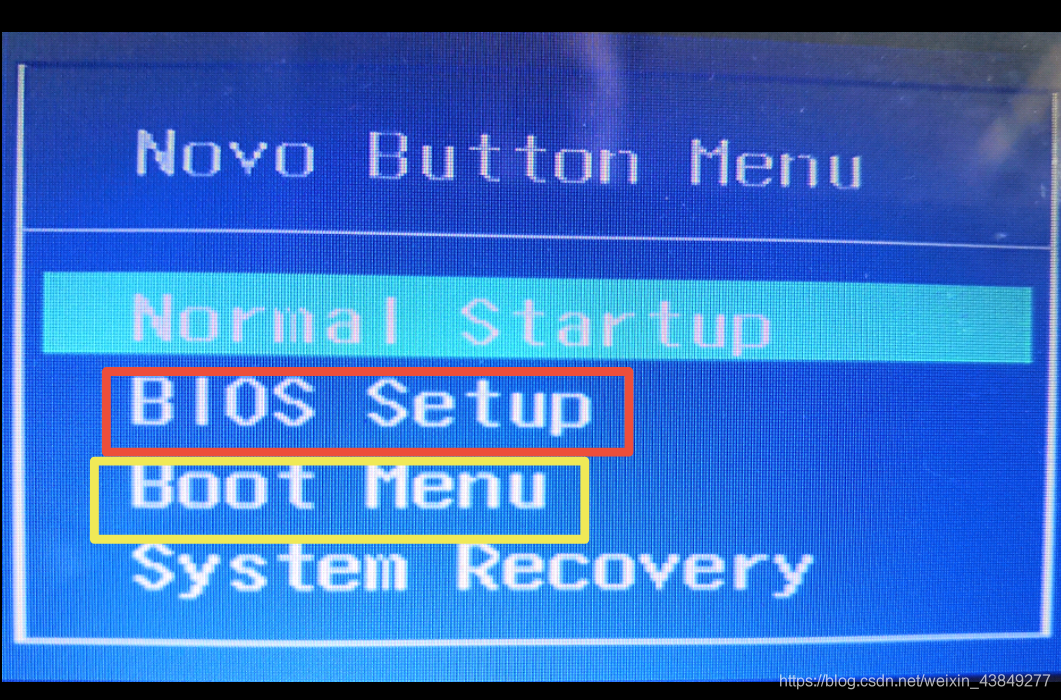 Novo Button Menu
Normal Startup
BIOS Setup
Boot Menu
System Recovery
https://blog.csdn.net/weixin_43849277